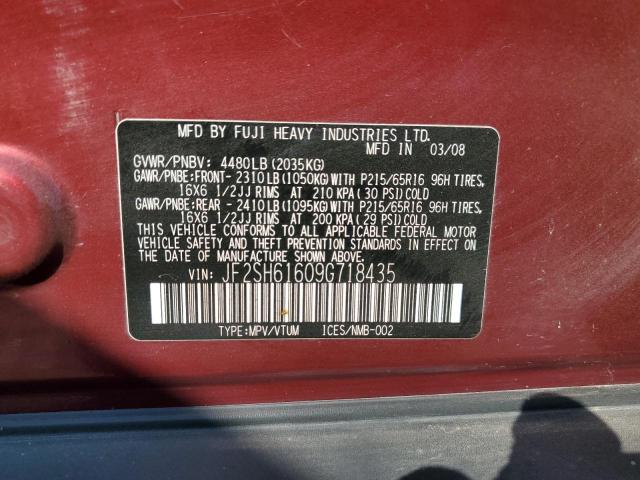 MFD BY FUJI HEAVY INDUSTRIES LTD.
MFD IN 03/08
GVWR/PNBV: 4480LB(2035KG)
GAWR/PNBE:FRONT- 2310LB(1050KG)WITH P215/65R16 96H TIRES,
16X6 1/2JJ RIMS AT 210 KPA(30 PSI)COLD
GAWR/PNBE:REAR - 2410LB(1095KG)WITH P215/65R16 96H TIRES,
16X6 1/2JJ RIMS AT 200 KPA(29 PSI)COLD
THIS VEHICLE CONFORMS TO ALL APPLICABLE FEDERAL MOTOR
VEHICLE SAFETY AND THEFT PREVENTION STANDARDS IN EFFECT ON
THE DATE OF MANUFACTURE SHOWN ABOVE.
VIN: JF2SH61609G718435
TYPE:MPV/VTUM ICES/NMB-002